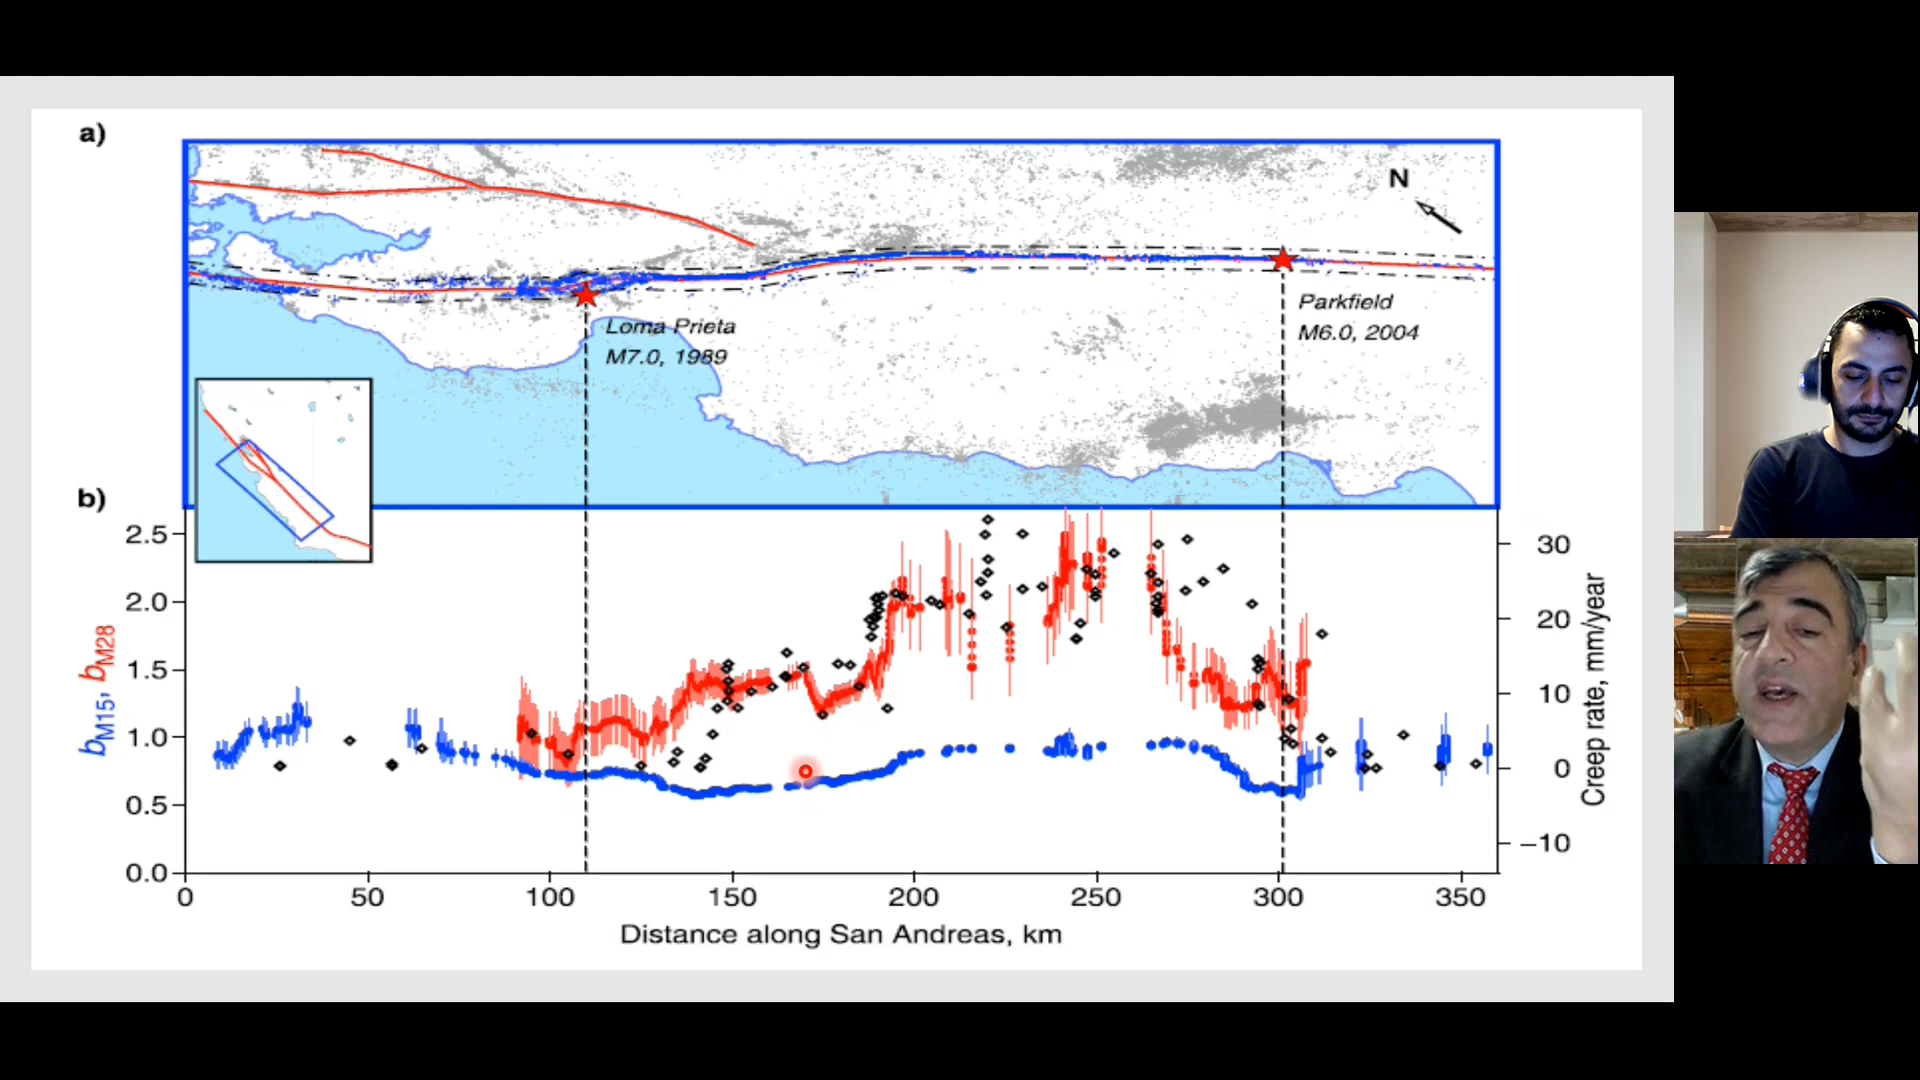 a)
N
Loma Prieta
M7.0, 1989
Parkfield
M6.0, 2004
b)
2.5
2.0
1.5
1.0
0.5
0.0
bM15, bM28
30
20
10
0
−10
Creep rate, mm/year
0
50
100
150
200
250
300
350
Distance along San Andreas, km